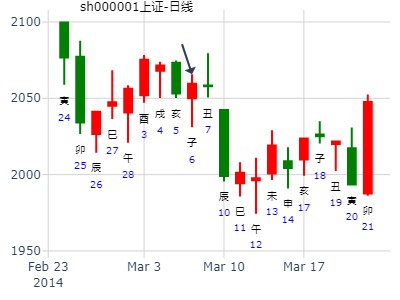 sh000001上证-日线
2100
2050
2000
1950
寅
24
卯
25
辰
26
巳
27
午
28
酉
3
戌
4
亥
5
子
6
丑
7
辰
10
巳
11
午
12
未
13
申
14
亥
17
子
18
丑
19
寅
20
卯
21
Feb 23
2014
Mar 3
Mar 10
Mar 17